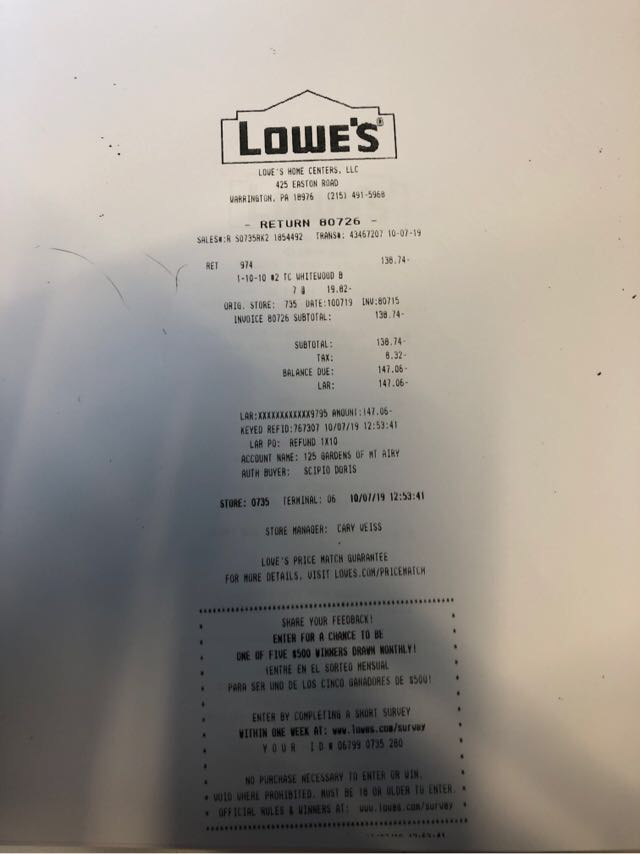 LOWE'S®
LOWE'S HOME CENTERS, LLC
425 EASTON ROAD
WARRINGTON, PA 18976 (215) 491-5968
- RETURN 80726 -
SALES#:R S0735RK2 1854492 TRANS#: 43467207 10-07-19
RET 974 138.74-
1-10-10 #2 TC WHITEWOOD B
7 @ 19.82-
ORIG. STORE: 735 DATE:100719 INV:80715
INVOICE 80726 SUBTOTAL: 138.74-
SUBTOTAL: 138.74-
TAX: 8.32-
BALANCE DUE: 147.06-
LAR: 147.06-
LAR:XXXXXXXXXXXX9795 AMOUNT:147.06-
KEYED REFID:767307 10/07/19 12:53:41
LAR PO: REFUND 1X10
ACCOUNT NAME: 125 GARDENS OF MT AIRY
AUTH BUYER: SCIPIO DORIS
STORE: 0735 TERMINAL: 06 10/07/19 12:53:41
STORE MANAGER: CARY WEISS
LOWE'S PRICE MATCH GUARANTEE
FOR MORE DETAILS, VISIT LOWES.COM/PRICEMATCH
SHARE YOUR FEEDBACK!
ENTER FOR A CHANCE TO BE
ONE OF FIVE $500 WINNERS DRAWN MONTHLY!
¡ENTRE EN EL SORTEO MENSUAL
PARA SER UNO DE LOS CINCO GANADORES DE $500!
ENTER BY COMPLETING A SHORT SURVEY
WITHIN ONE WEEK AT: www.lowes.com/survey
Y O U R I D # 06799 0735 280
NO PURCHASE NECESSARY TO ENTER OR WIN.
VOID WHERE PROHIBITED. MUST BE 18 OR OLDER TO ENTER.
OFFICIAL RULES & WINNERS AT: www.lowes.com/survey